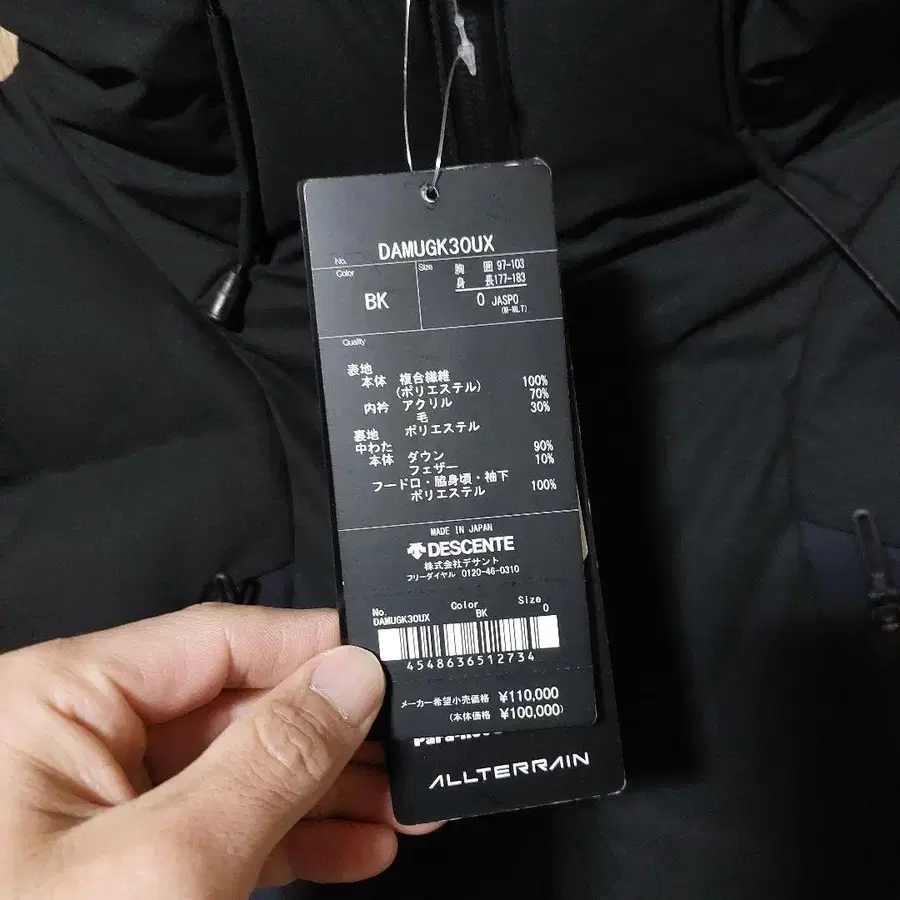 No. DAMUGK30UX
Color BK
Size 胸 囲 97-103
身 長177-183
O JASPO
(M-MLT)
Quality
表地
本体 複合繊維
(ポリエステル) 100%
内衿 アクリル 70%
毛 30%
裏地 ポリエステル
中わた
本体 ダウン 90%
フェザー 10%
フード口・脇身頃・袖下
ポリエステル 100%
MADE IN JAPAN
DESCENTE
株式会社デサント
フリーダイヤル 0120-46-0310
No. Color Size
DAMUGK30UX BK O
4548636512734
メーカー希望小売価格 ¥110,000
(本体価格 ¥100,000)
ALLTERRAIN